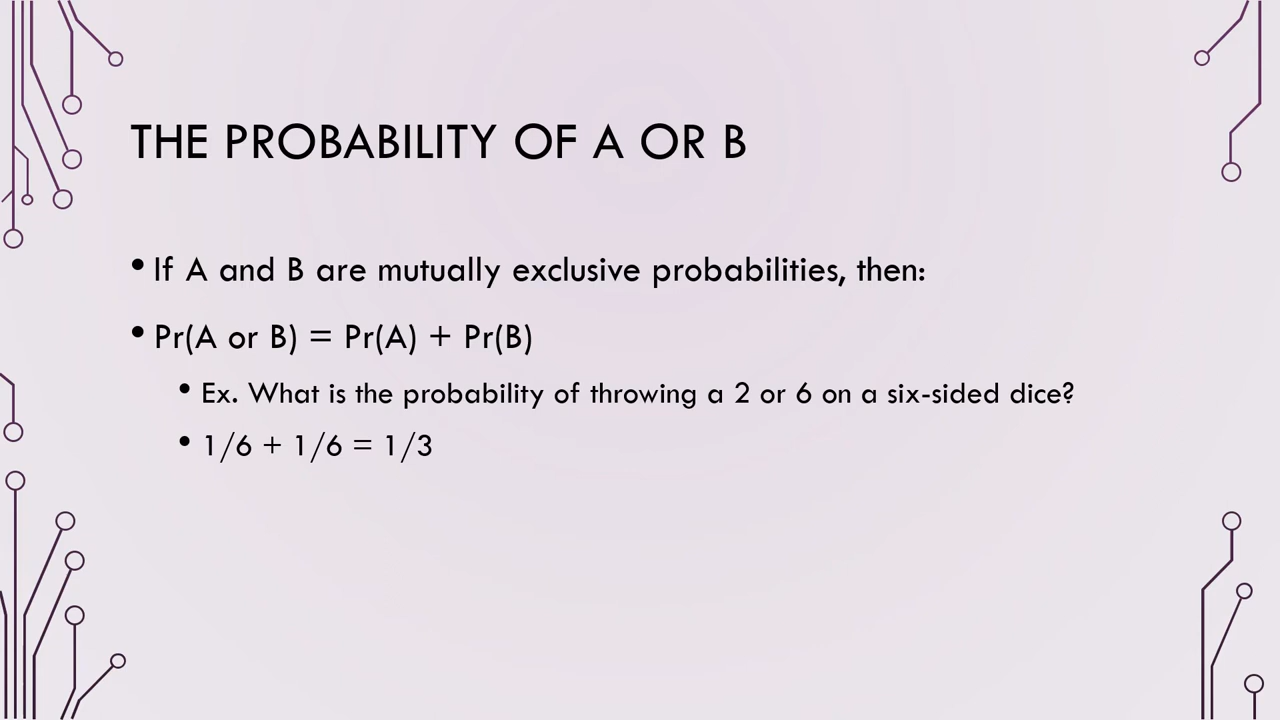 THE PROBABILITY OF A OR B
• If A and B are mutually exclusive probabilities, then:
• Pr(A or B) = Pr(A) + Pr(B)
• Ex. What is the probability of throwing a 2 or 6 on a six-sided dice?
• 1/6 + 1/6 = 1/3